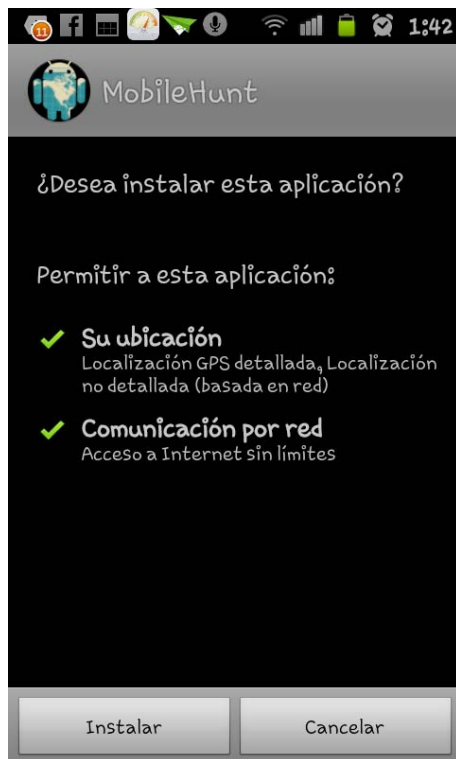 11
1:42
MobileHunt
¿Desea instalar esta aplicación?
Permitir a esta aplicación:
Su ubicación
Localización GPS detallada, Localización
no detallada (basada en red)
Comunicación por red
Acceso a Internet sin límites
Instalar
Cancelar